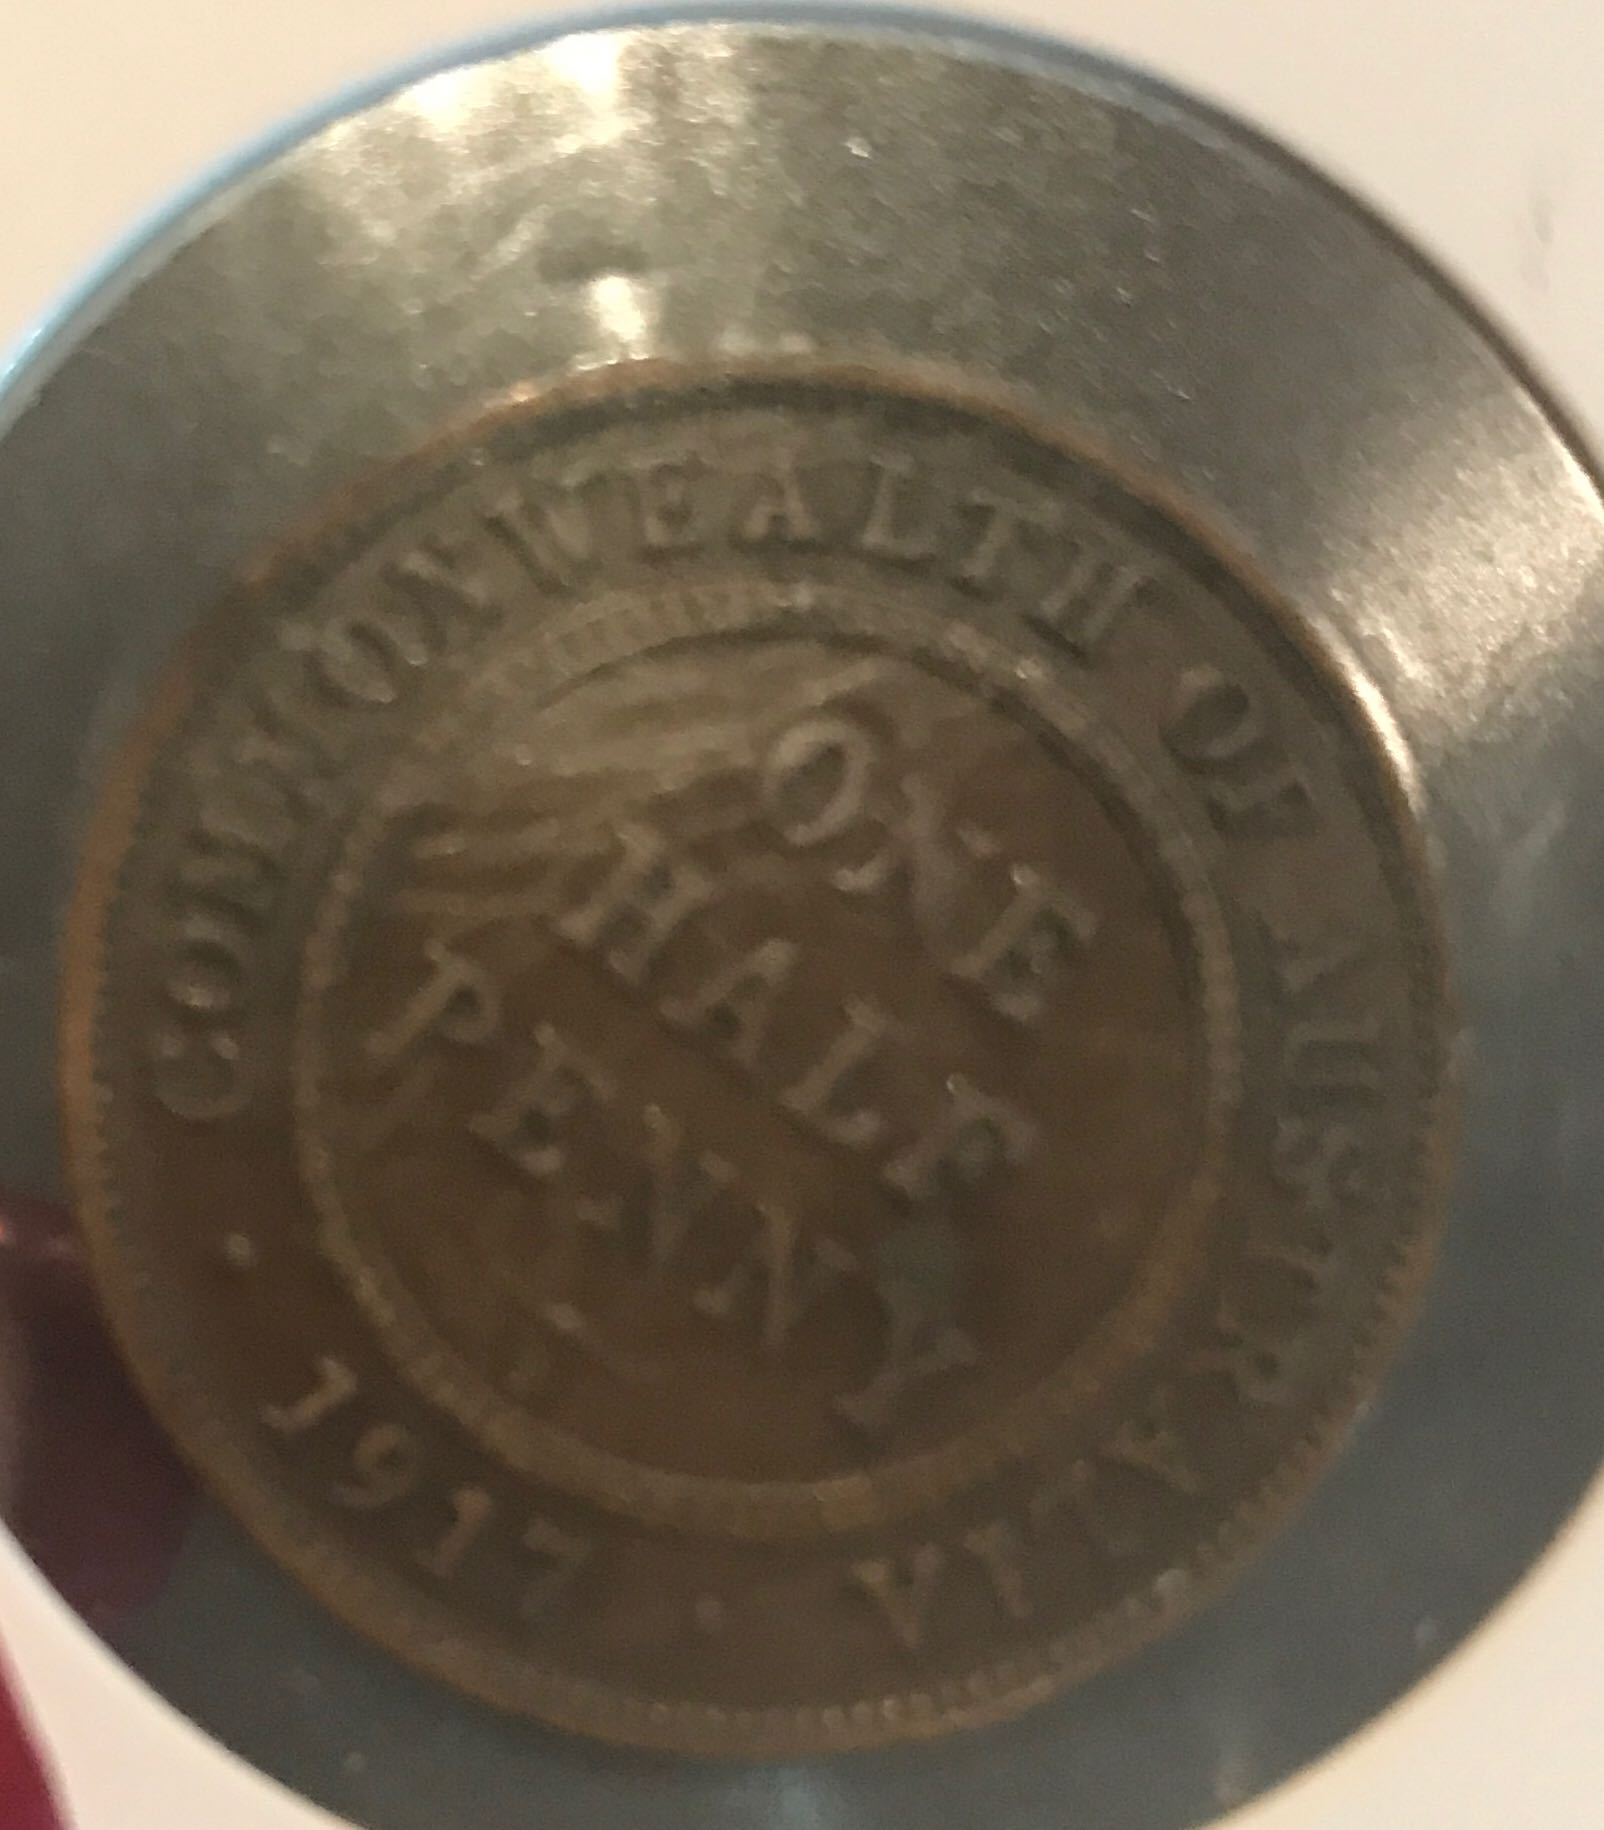 COMMONWEALTH OF AUSTRALIA
ONE
HALF
PENNY
· 1917 ·